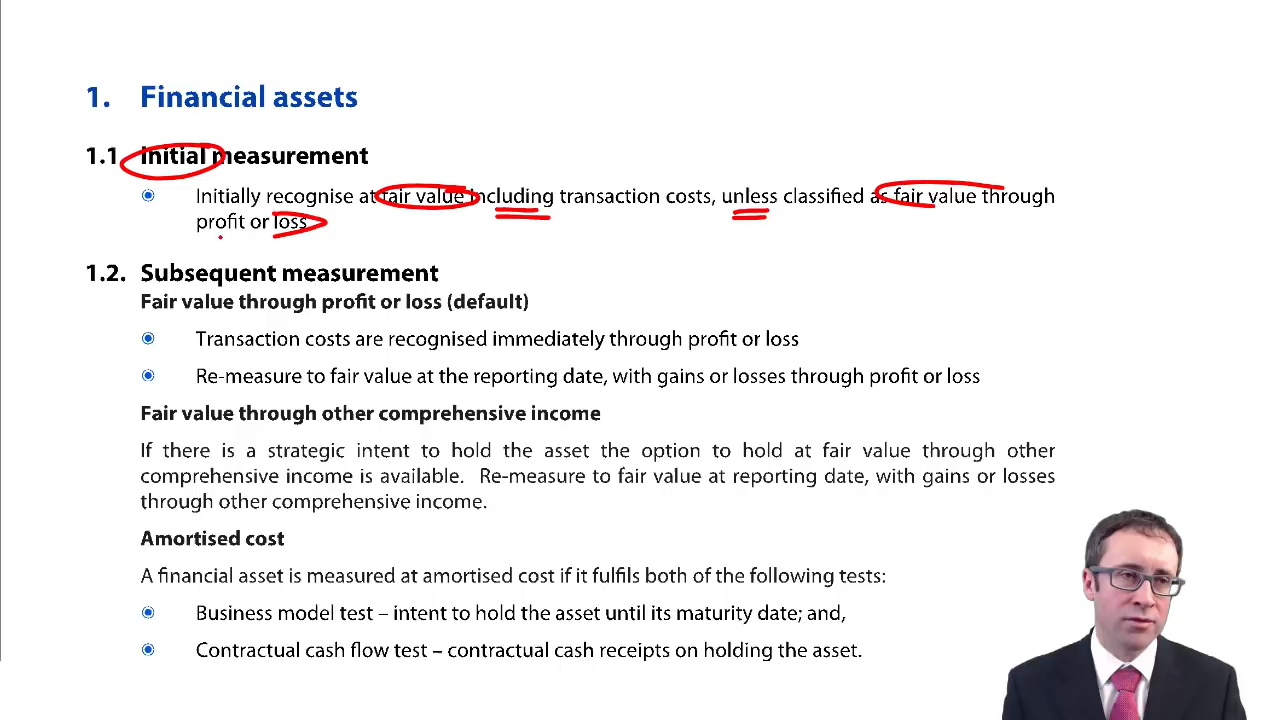 1. Financial assets
1.1 Initial measurement
Initially recognise at fair value including transaction costs, unless classified as fair value through
profit or loss
1.2. Subsequent measurement
Fair value through profit or loss (default)
Transaction costs are recognised immediately through profit or loss
Re-measure to fair value at the reporting date, with gains or losses through profit or loss
Fair value through other comprehensive income
If there is a strategic intent to hold the asset the option to hold at fair value through other
comprehensive income is available. Re-measure to fair value at reporting date, with gains or losses
through other comprehensive income.
Amortised cost
A financial asset is measured at amortised cost if it fulfils both of the following tests:
Business model test – intent to hold the asset until its maturity date; and,
Contractual cash flow test – contractual cash receipts on holding the asset.